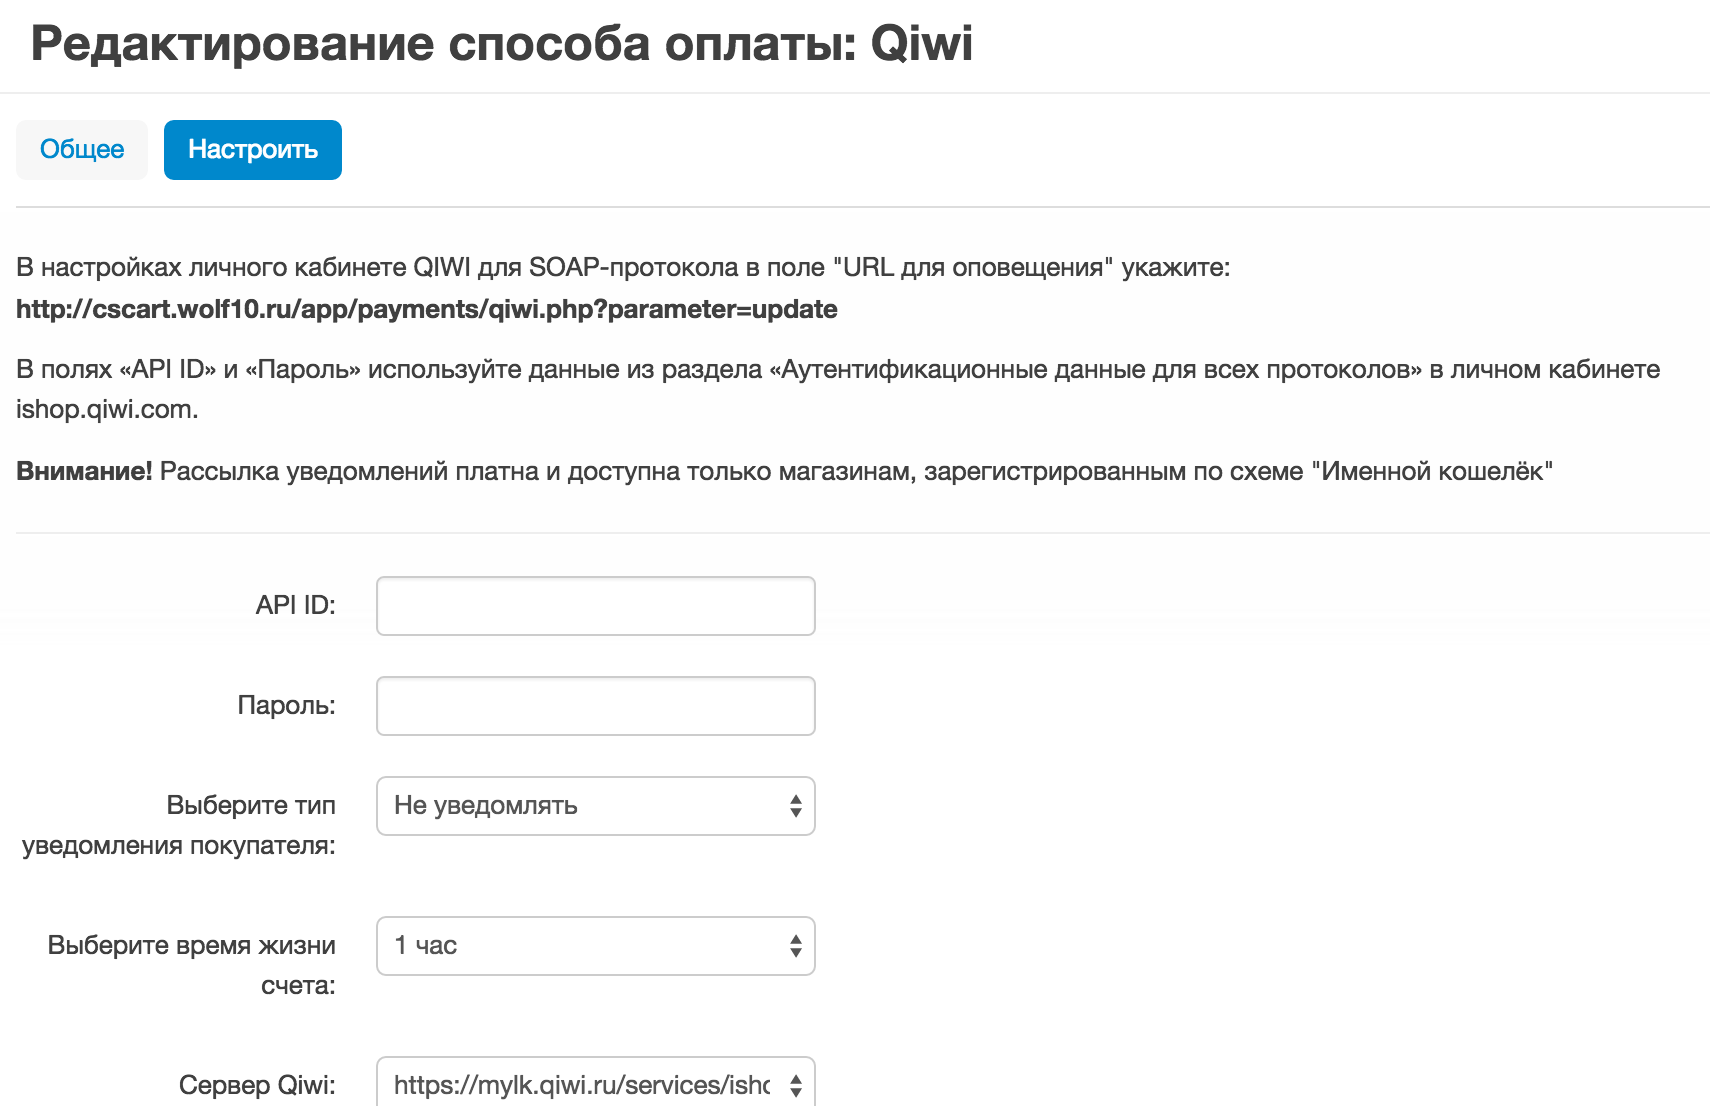 Редактирование способа оплаты: Qiwi
Общее
Настроить
В настройках личного кабинете QIWI для SOAP-протокола в поле "URL для оповещения" укажите:
http://cscart.wolf10.ru/app/payments/qiwi.php?parameter=update
В полях «API ID» и «Пароль» используйте данные из раздела «Аутентификационные данные для всех протоколов» в личном кабинете
ishop.qiwi.com.
Внимание! Рассылка уведомлений платна и доступна только магазинам, зарегистрированным по схеме "Именной кошелёк"
API ID:
Пароль:
Выберите тип
уведомления покупателя:
Не уведомлять
Выберите время жизни
счета:
1 час
Сервер Qiwi:
https://mylk.qiwi.ru/services/ish